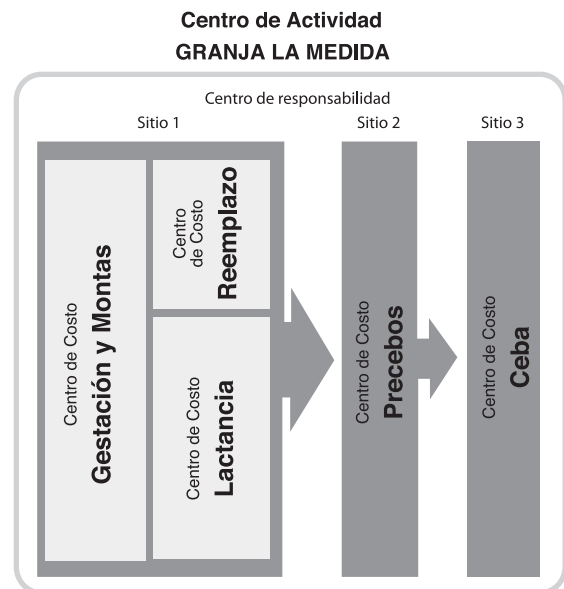 Centro de Actividad
GRANJA LA MEDIDA
Centro de responsabilidad
Sitio 1
Sitio 2
Sitio 3
Centro de Costo
Gestación y Montas
Centro
de Costo
Reemplazo
Centro de Costo
Lactancia
Centro de Costo
Precebos
Centro de Costo
Ceba